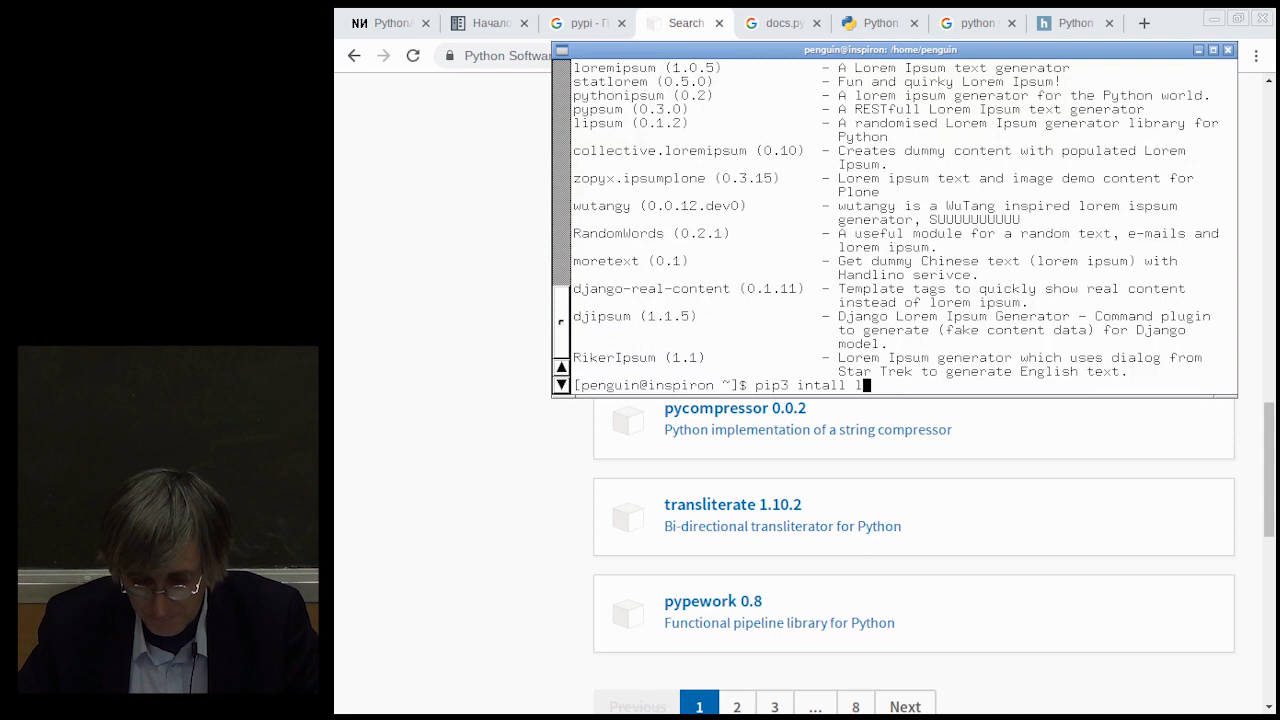 PythonA
Начало
pypi - П
Search
docs.py
Python
python
Python
Python Softwa
penguin@inspiron: /home/penguin
loremipsum (1.0.5) - A Lorem Ipsum text generator
statlorem (0.5.0) - Fun and quirky Lorem Ipsum!
pythonipsum (0.2) - A lorem ipsum generator for the Python world.
pypsum (0.3.0) - A RESTfull Lorem Ipsum text generator
lipsum (0.1.2) - A randomised Lorem Ipsum generator library for
Python
collective.loremipsum (0.10) - Creates dummy content with populated Lorem
Ipsum.
zopyx.ipsumplone (0.3.15) - Lorem ipsum text and image demo content for
Plone
wutangy (0.0.12.dev0) - wutangy is a WuTang inspired lorem ispsum
generator, SUUUUUUUUUU
RandomWords (0.2.1) - A useful module for a random text, e-mails and
lorem ipsum.
moretext (0.1) - Get dummy Chinese text (lorem ipsum) with
Handlino serivce.
django-real-content (0.1.11) - Template tags to quickly show real content
instead of lorem ipsum.
djipsum (1.1.5) - Django Lorem Ipsum Generator - Command plugin
to generate (fake content data) for Django
model.
RikerIpsum (1.1) - Lorem Ipsum generator which uses dialog from
Star Trek to generate English text.
[penguin@inspiron ~]$ pip3 intall l
pycompressor 0.0.2
Python implementation of a string compressor
transliterate 1.10.2
Bi-directional transliterator for Python
pypework 0.8
Functional pipeline library for Python
Previous 1 2 3 ... 8 Next